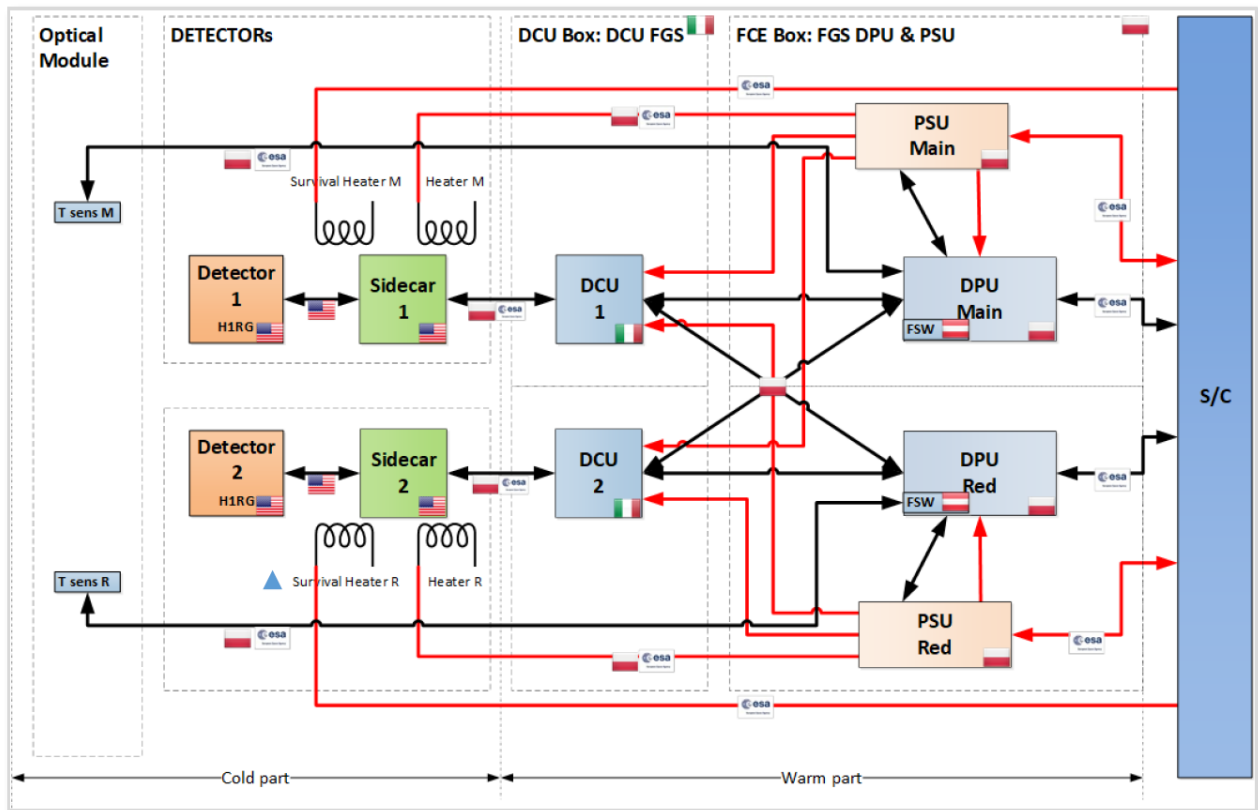 Optical
Module
DETECTORs
DCU Box: DCU FGS
FCE Box: FGS DPU & PSU
esa
esa
PSU
Main
esa
Survival Heater M
Heater M
T sens M
esa
Detector
1
H1RG
Sidecar
1
esa
DCU
1
DPU
Main
FSW
esa
S/C
Detector
2
H1RG
Sidecar
2
esa
DCU
2
DPU
Red
FSW
esa
T sens R
Survival Heater R
Heater R
esa
esa
PSU
Red
esa
esa
Cold part
Warm part